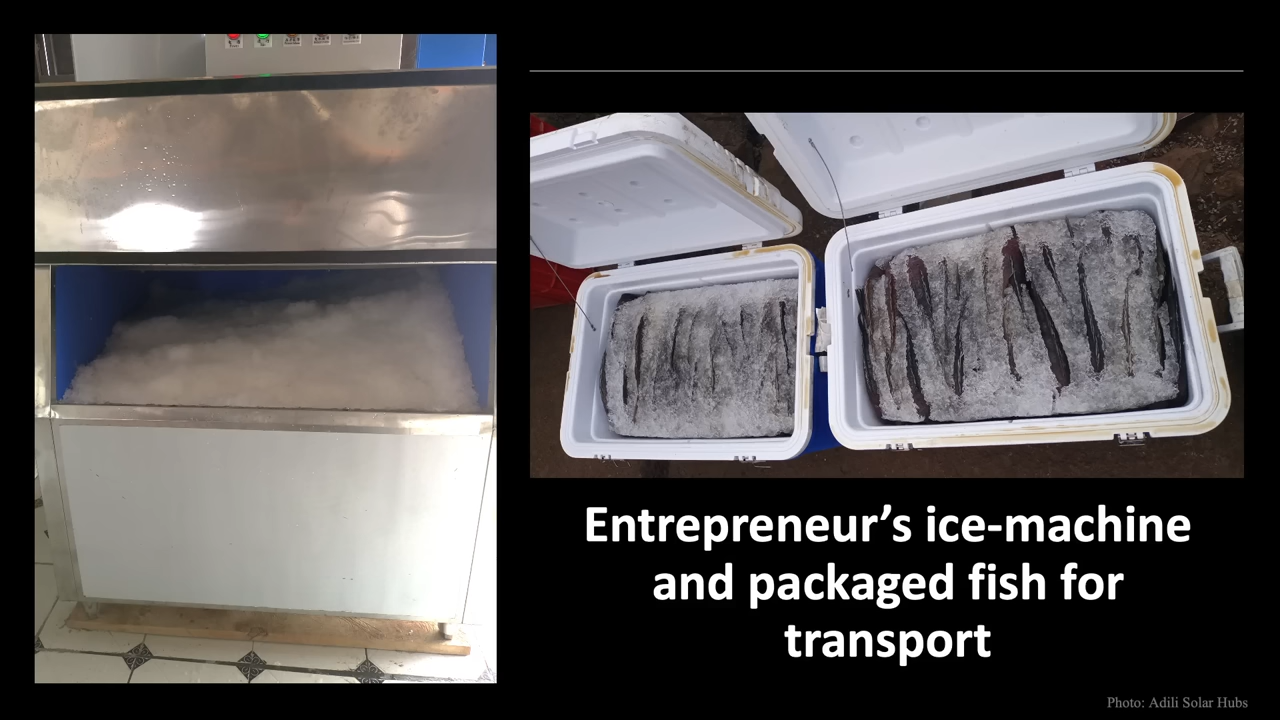 Entrepreneur’s ice-machine
and packaged fish for
transport
Photo: Adili Solar Hubs